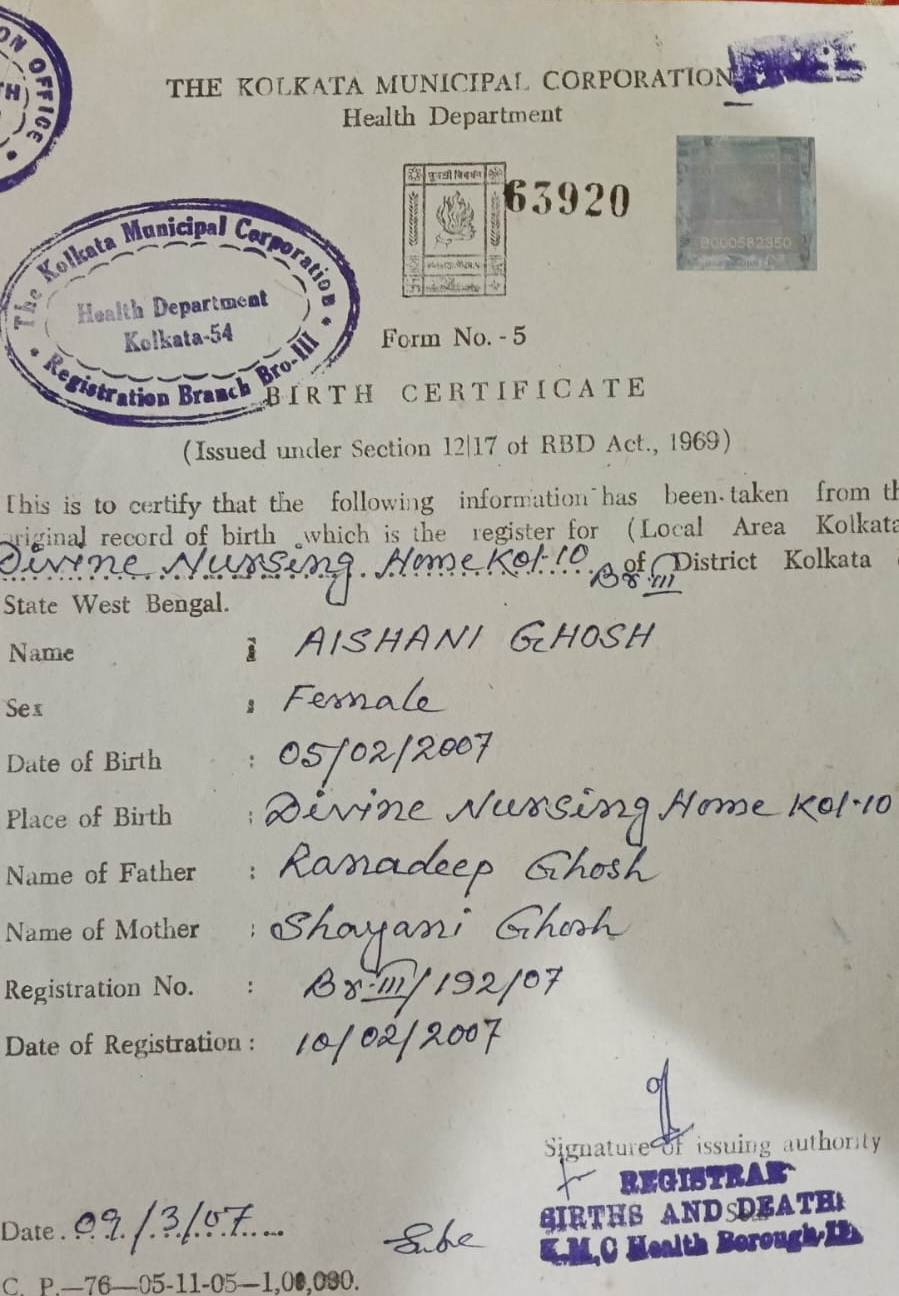 ON OFFICE
TH
THE KOLKATA MUNICIPAL CORPORATION
Health Department
63920
B000582350
The Kolkata Municipal Corporation
Health Department
Kolkata-54
Registration Branch Bro-III
Form No. - 5
BIRTH CERTIFICATE
(Issued under Section 12|17 of RBD Act., 1969)
This is to certify that the following information has been taken from th
original record of birth which is the register for (Local Area Kolkata
Divine Nursing Home Kol-10 Br III of District Kolkata
State West Bengal.
Name : AISHANI GHOSH
Sex : Female
Date of Birth : 05/02/2007
Place of Birth : Divine Nursing Home Kol-10
Name of Father : Ranadeep Ghosh
Name of Mother : Shayani Ghosh
Registration No. : Br-III/192/07
Date of Registration : 10/02/2007
Signature of issuing authority
REGISTRAR
BIRTHS AND DEATHS
K.M,C Health Borough-III
Date. 09/3/07
C. P.—76—05-11-05—1,00,000.